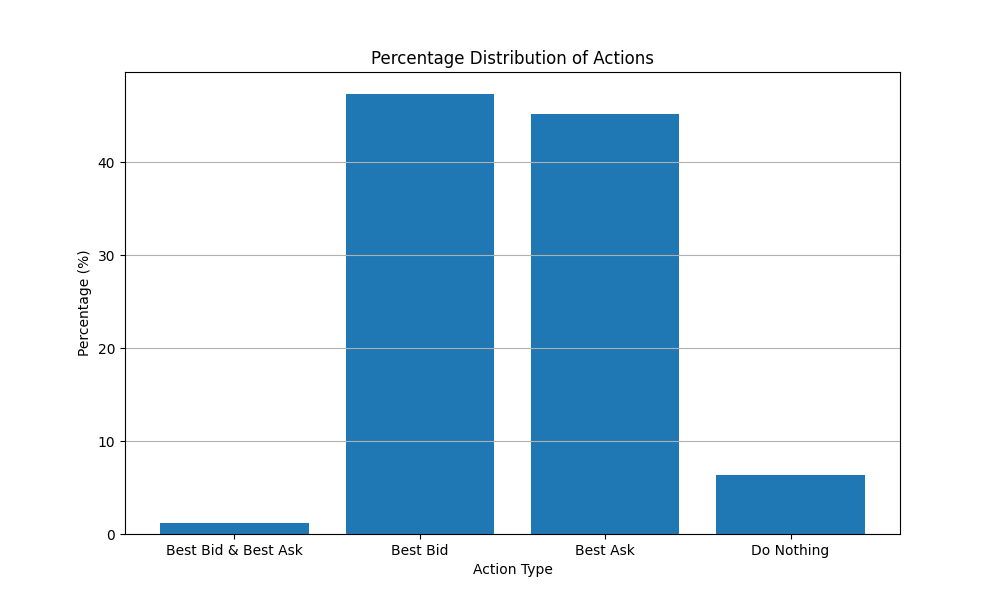 Percentage Distribution of Actions
Percentage (%)
40
30
20
10
0
Best Bid & Best Ask
Best Bid
Best Ask
Do Nothing
Action Type